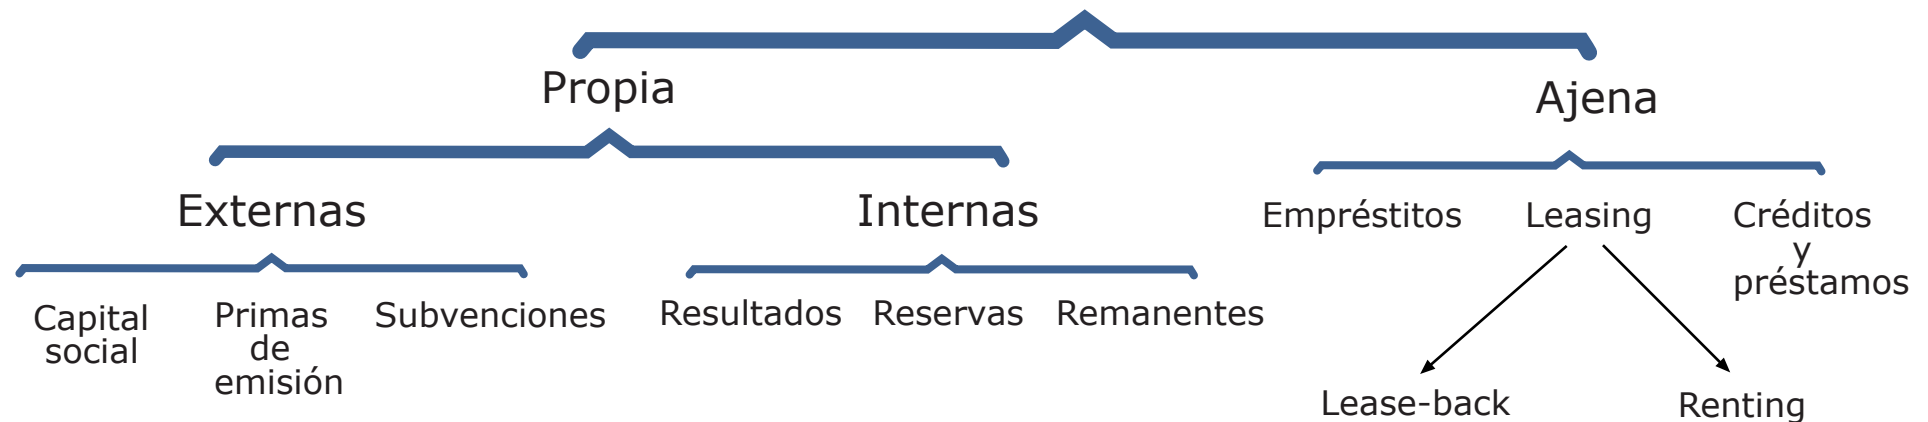 Propia
Ajena
Externas
Internas
Empréstitos
Leasing
Créditos
y
préstamos
Capital
social
Primas
de
emisión
Subvenciones
Resultados
Reservas
Remanentes
Lease-back
Renting